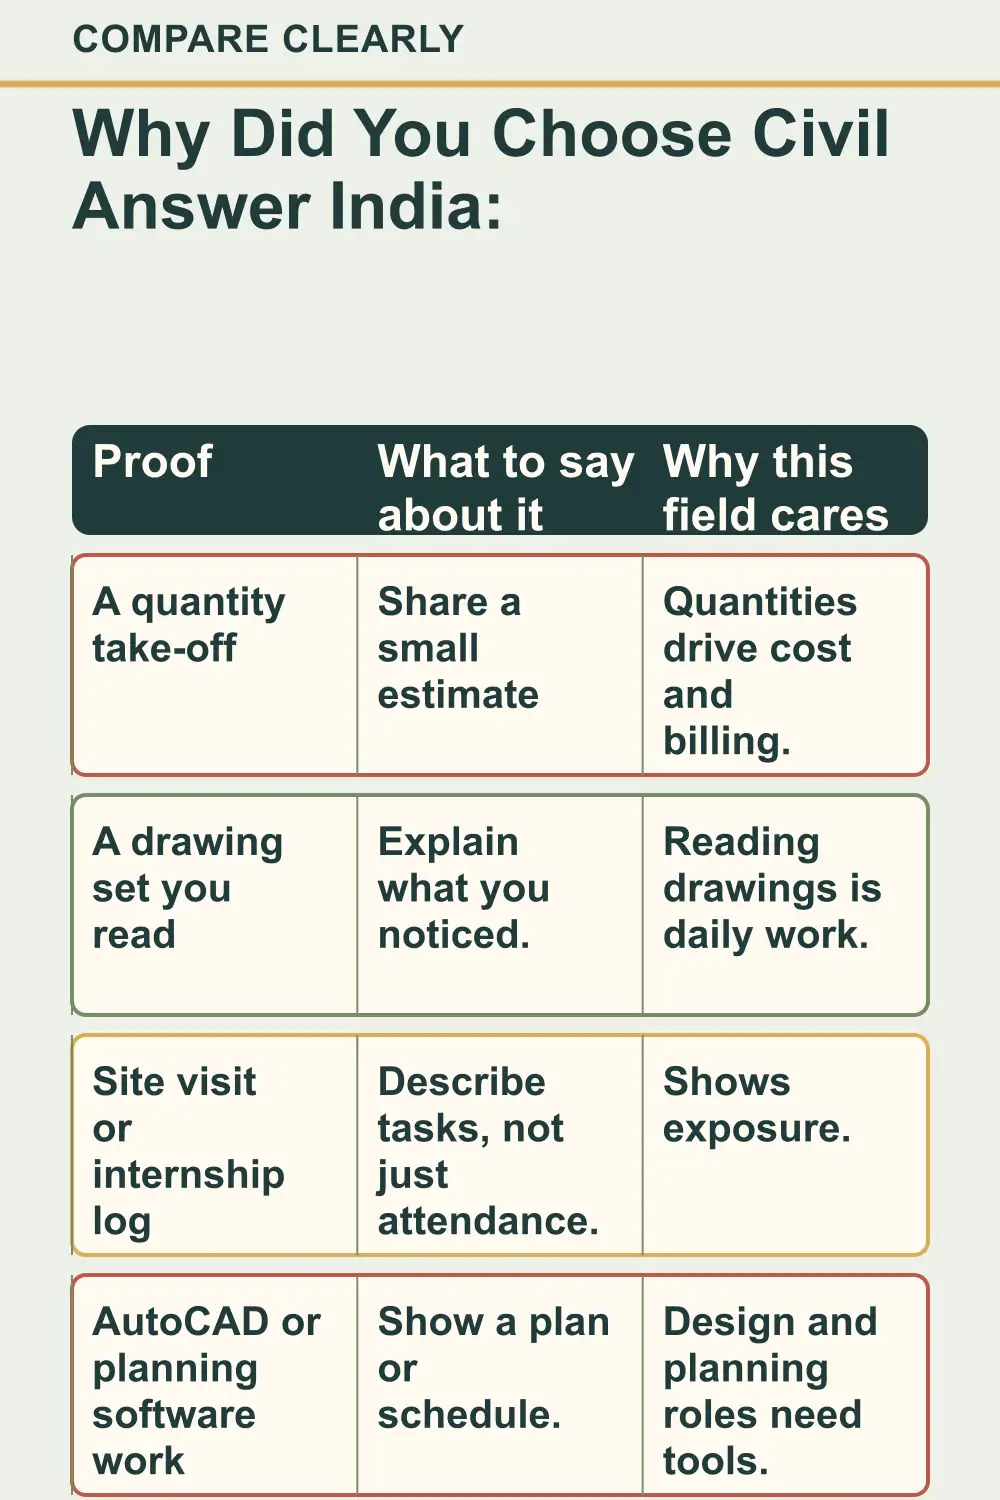 COMPARE CLEARLY
Why Did You Choose Civil
Answer India:
Proof
What to say
about it
Why this
field cares
A quantity
take-off
Share a
small
estimate
Quantities
drive cost
and
billing.
A drawing
set you
read
Explain
what you
noticed.
Reading
drawings is
daily work.
Site visit
or
internship
log
Describe
tasks, not
just
attendance.
Shows
exposure.
AutoCAD or
planning
software
work
Show a plan
or
schedule.
Design and
planning
roles need
tools.